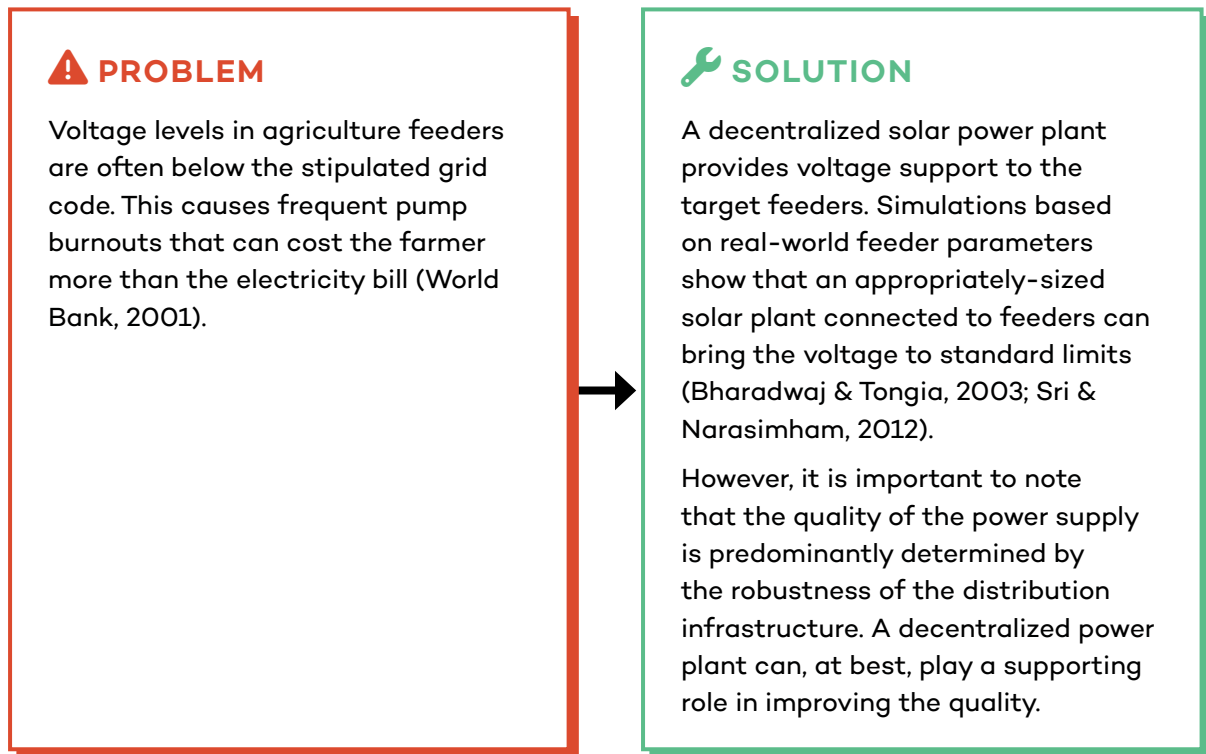 PROBLEM
Voltage levels in agriculture feeders
are often below the stipulated grid
code. This causes frequent pump
burnouts that can cost the farmer
more than the electricity bill (World
Bank, 2001).
SOLUTION
A decentralized solar power plant
provides voltage support to the
target feeders. Simulations based
on real-world feeder parameters
show that an appropriately-sized
solar plant connected to feeders can
bring the voltage to standard limits
(Bharadwaj & Tongia, 2003; Sri &
Narasimham, 2012).
However, it is important to note
that the quality of the power supply
is predominantly determined by
the robustness of the distribution
infrastructure. A decentralized power
plant can, at best, play a supporting
role in improving the quality.